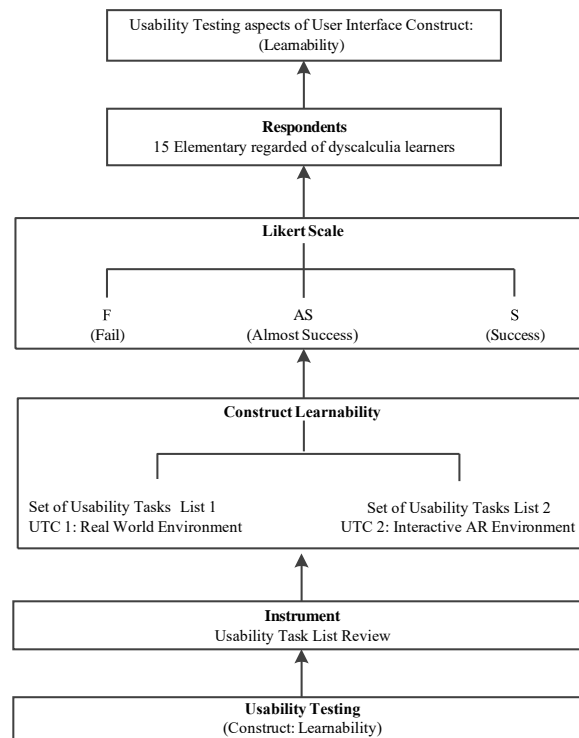 Usability Testing aspects of User Interface Construct:
(Learnability)
Respondents
15 Elementary regarded of dyscalculia learners
Likert Scale
F
(Fail)
AS
(Almost Success)
S
(Success)
Construct Learnability
Set of Usability Tasks List 1
UTC 1: Real World Environment
Set of Usability Tasks List 2
UTC 2: Interactive AR Environment
Instrument
Usability Task List Review
Usability Testing
(Construct: Learnability)